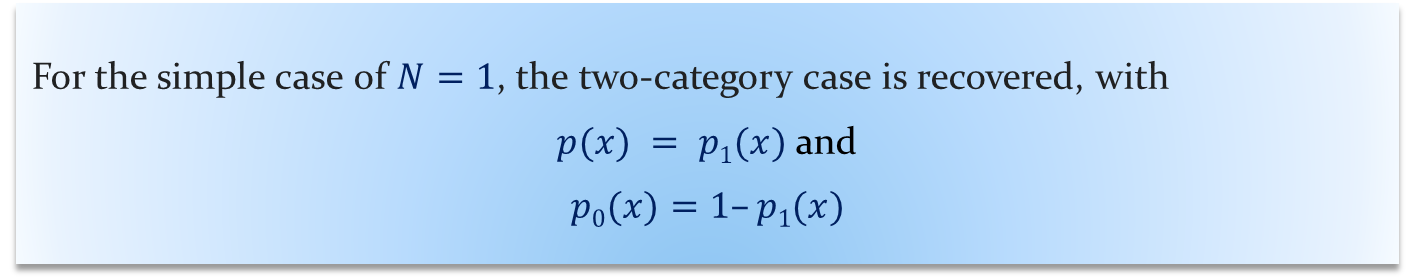 For the simple case of N = 1, the two-category case is recovered, with
p(x) = p₁(x) and
p₀(x) = 1–p₁(x)